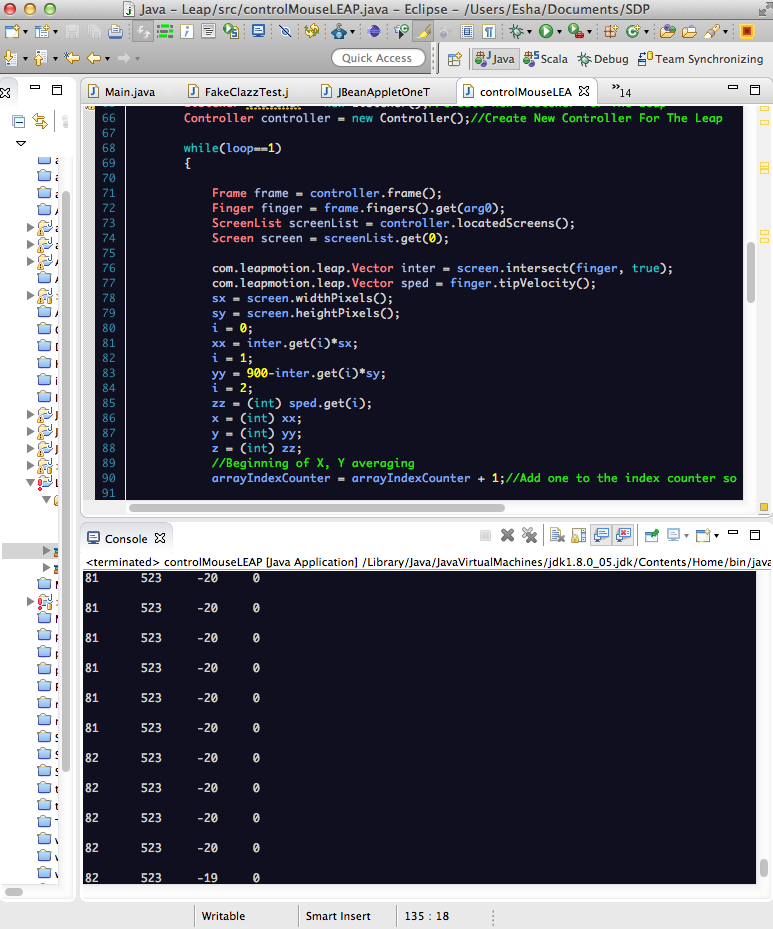 Java - Leap/src/controlMouseLEAP.java - Eclipse - /Users/Esha/Documents/SDP
Quick Access
Java
Scala
Debug
Team Synchronizing
Main.java
FakeClazzTest.j
JBeanAppletOneT
controlMouseLEA
»14
66 Controller controller = new Controller();//Create New Controller For The Leap
67
68 while(loop==1)
69 {
70
71 Frame frame = controller.frame();
72 Finger finger = frame.fingers().get(arg0);
73 ScreenList screenList = controller.locatedScreens();
74 Screen screen = screenList.get(0);
75
76 com.leapmotion.leap.Vector inter = screen.intersect(finger, true);
77 com.leapmotion.leap.Vector sped = finger.tipVelocity();
78 sx = screen.widthPixels();
79 sy = screen.heightPixels();
80 i = 0;
81 xx = inter.get(i)*sx;
82 i = 1;
83 yy = 900-inter.get(i)*sy;
84 i = 2;
85 zz = (int) sped.get(i);
86 x = (int) xx;
87 y = (int) yy;
88 z = (int) zz;
89 //Beginning of X, Y averaging
90 arrayIndexCounter = arrayIndexCounter + 1;//Add one to the index counter so
91
Console
<terminated> controlMouseLEAP [Java Application] /Library/Java/JavaVirtualMachines/jdk1.8.0_05.jdk/Contents/Home/bin/java
81 523 -20 0
81 523 -20 0
81 523 -20 0
81 523 -20 0
81 523 -20 0
81 523 -20 0
82 523 -20 0
82 523 -20 0
82 523 -20 0
82 523 -20 0
82 523 -19 0
Writable
Smart Insert
135 : 18